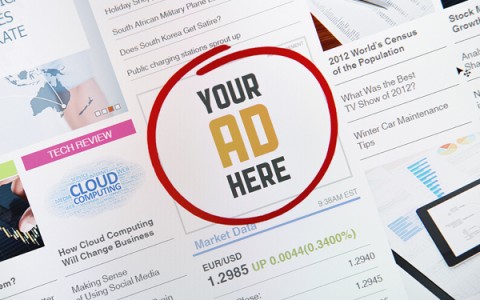 Holiday Sho
South African Military Plane
Does South Korea Get Satire?
Public charging stations sprout up
YOUR
AD
HERE
TECH REVIEW
CLOUD
COMPUTING
How Cloud Computing
Will Change Business
Making Sense
of Using Social Media
Market Data
9:38AM EST
EUR/USD
1.2985 UP 0.0044(0.3400%)
1.2940
1.2945
2012 World's Census
of the Population
What Was the Best
TV Show of 2012?
Winter Car Maintenance
Tips
Stock M
Growth
Analy
Shar